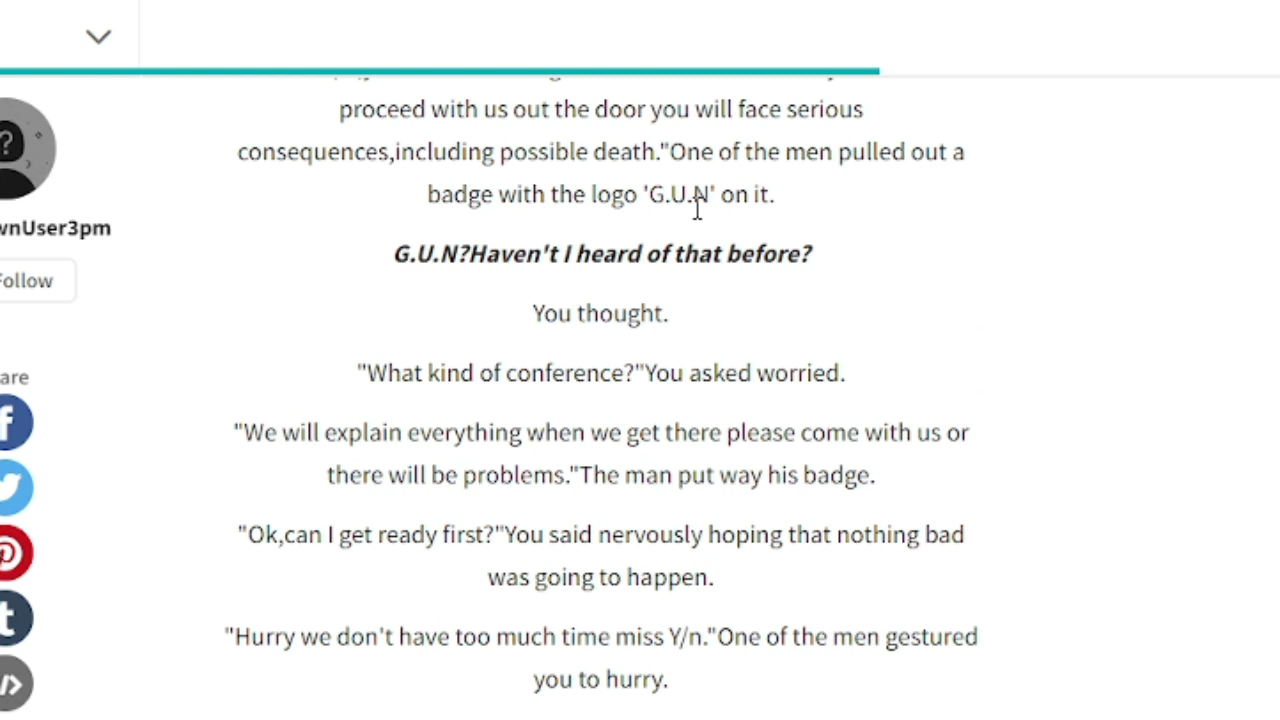 proceed with us out the door you will face serious
consequences,including possible death."One of the men pulled out a
badge with the logo 'G.U.N' on it.
G.U.N?Haven't I heard of that before?
You thought.
"What kind of conference?"You asked worried.
"We will explain everything when we get there please come with us or
there will be problems."The man put way his badge.
"Ok,can I get ready first?"You said nervously hoping that nothing bad
was going to happen.
"Hurry we don't have too much time miss Y/n."One of the men gestured
you to hurry.
?
wnUser3pm
Follow
are
f
p
t